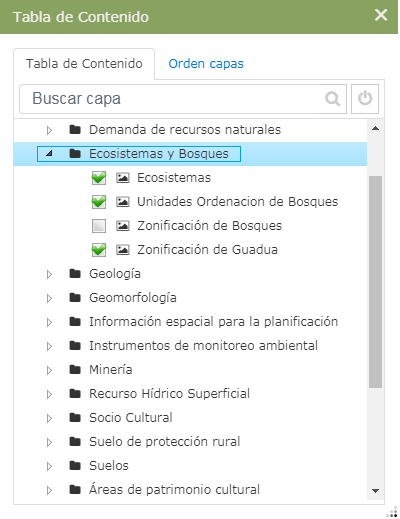 Tabla de Contenido
Tabla de Contenido
Orden capas
Buscar capa
Demanda de recursos naturales
Ecosistemas y Bosques
Ecosistemas
Unidades Ordenacion de Bosques
Zonificación de Bosques
Zonificación de Guadua
Geología
Geomorfología
Información espacial para la planificación
Instrumentos de monitoreo ambiental
Minería
Recurso Hídrico Superficial
Socio Cultural
Suelo de protección rural
Suelos
Áreas de patrimonio cultural